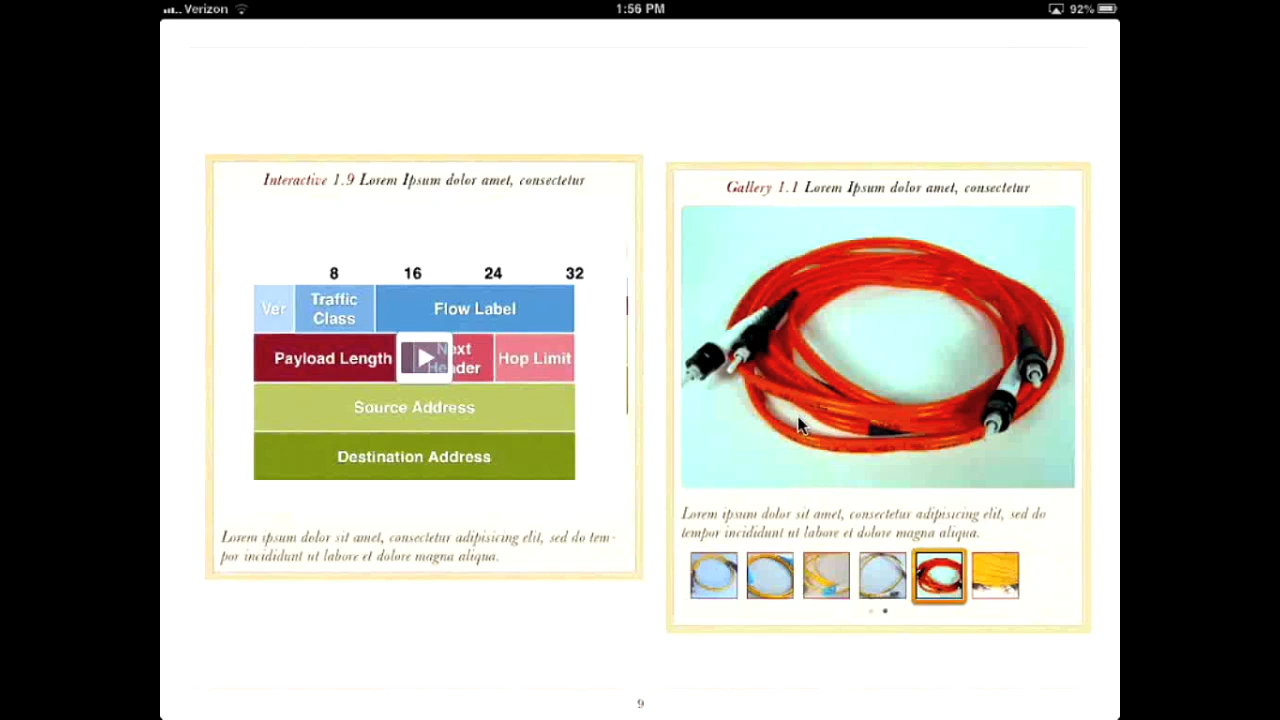 Verizon
1:56 PM
92%
Interactive 1.9 Lorem Ipsum dolor amet, consectetur
8 16 24 32
Ver Traffic Class Flow Label
Payload Length Next Header Hop Limit
Source Address
Destination Address
Lorem ipsum dolor sit amet, consectetur adipisicing elit, sed do tem-
por incididunt ut labore et dolore magna aliqua.
Gallery 1.1 Lorem Ipsum dolor amet, consectetur
Lorem ipsum dolor sit amet, consectetur adipisicing elit, sed do
tempor incididunt ut labore et dolore magna aliqua.
9